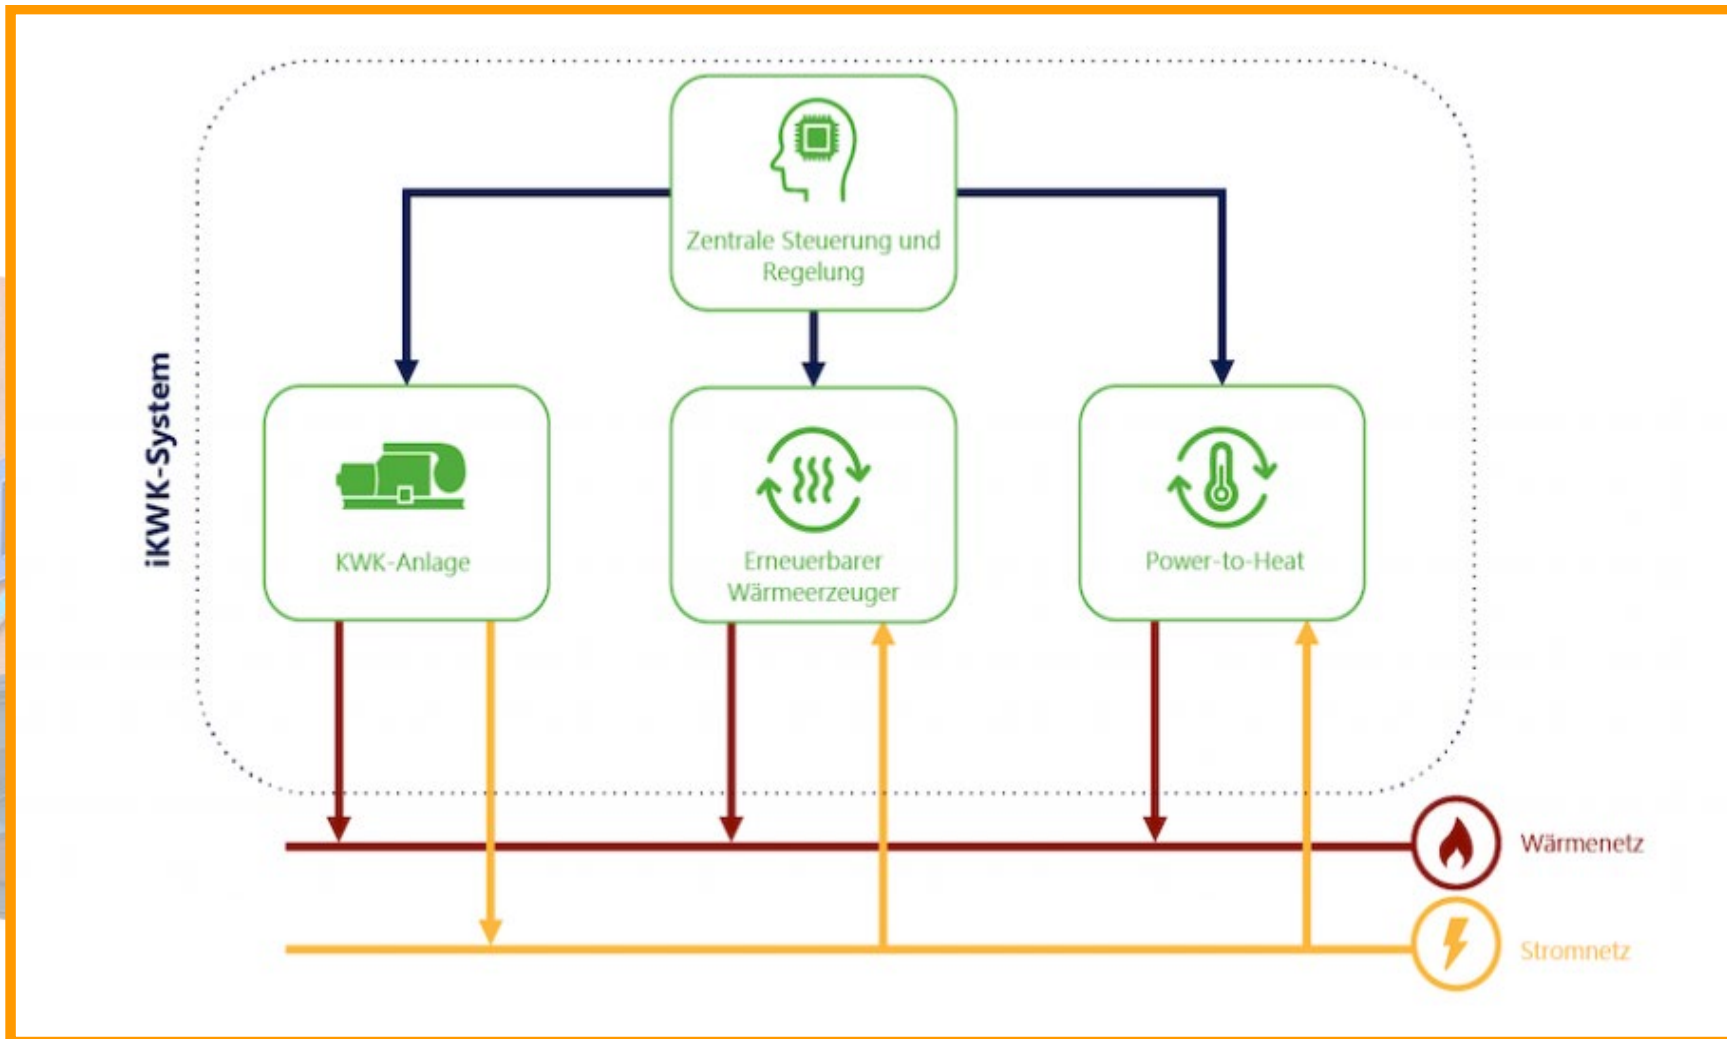 Zentrale Steuerung und
Regelung
iKWK-System
KWK-Anlage
Erneuerbarer
Wärmeerzeuger
Power-to-Heat
Wärmenetz
Stromnetz